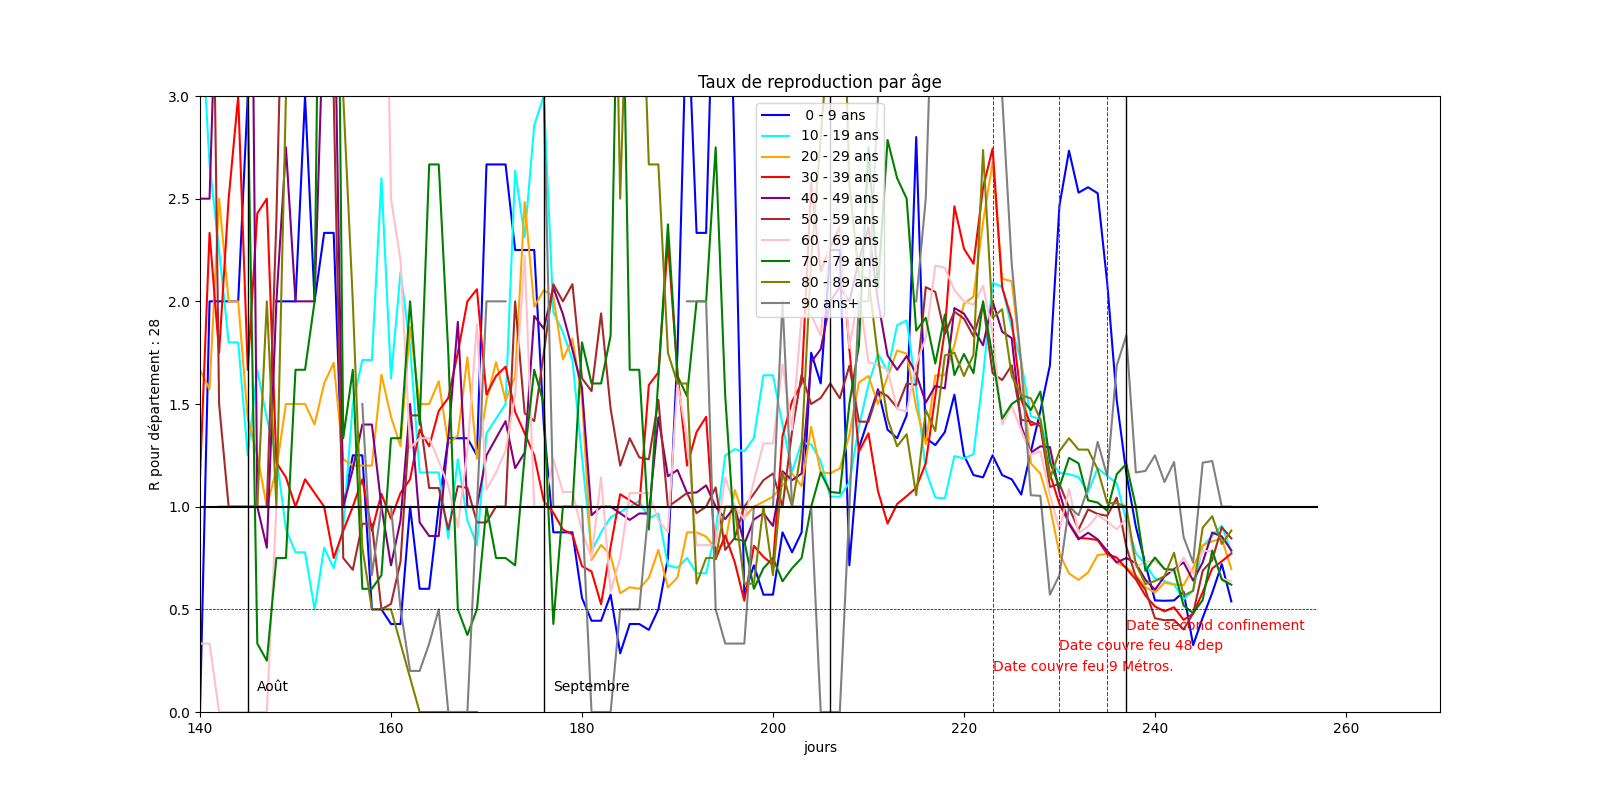 Taux de reproduction par âge
R pour département : 28
3.0
2.5
2.0
1.5
1.0
0.5
0.0
0 - 9 ans
10 - 19 ans
20 - 29 ans
30 - 39 ans
40 - 49 ans
50 - 59 ans
60 - 69 ans
70 - 79 ans
80 - 89 ans
90 ans+
Date second confinement
Date couvre feu 48 dep
Date couvre feu 9 Métros.
Août
Septembre
140
160
180
200
220
240
260
jours